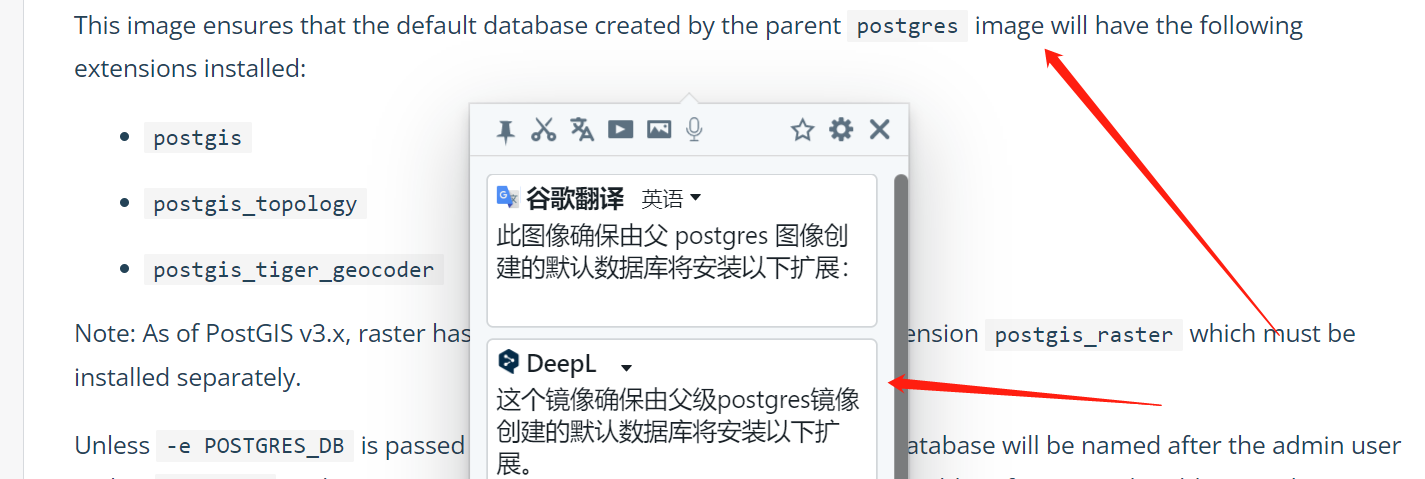 This image ensures that the default database created by the parent postgres image will have the following
extensions installed:
postgis
postgis_topology
postgis_tiger_geocoder
谷歌翻译 英语
此图像确保由父 postgres 图像创
建的默认数据库将安装以下扩展：
Note: As of PostGIS v3.x, raster has
ension postgis_raster which must be
installed separately.
DeepL
这个镜像确保由父级postgres镜像
创建的默认数据库将安装以下扩
展。
Unless -e POSTGRES_DB is passed
atabase will be named after the admin user